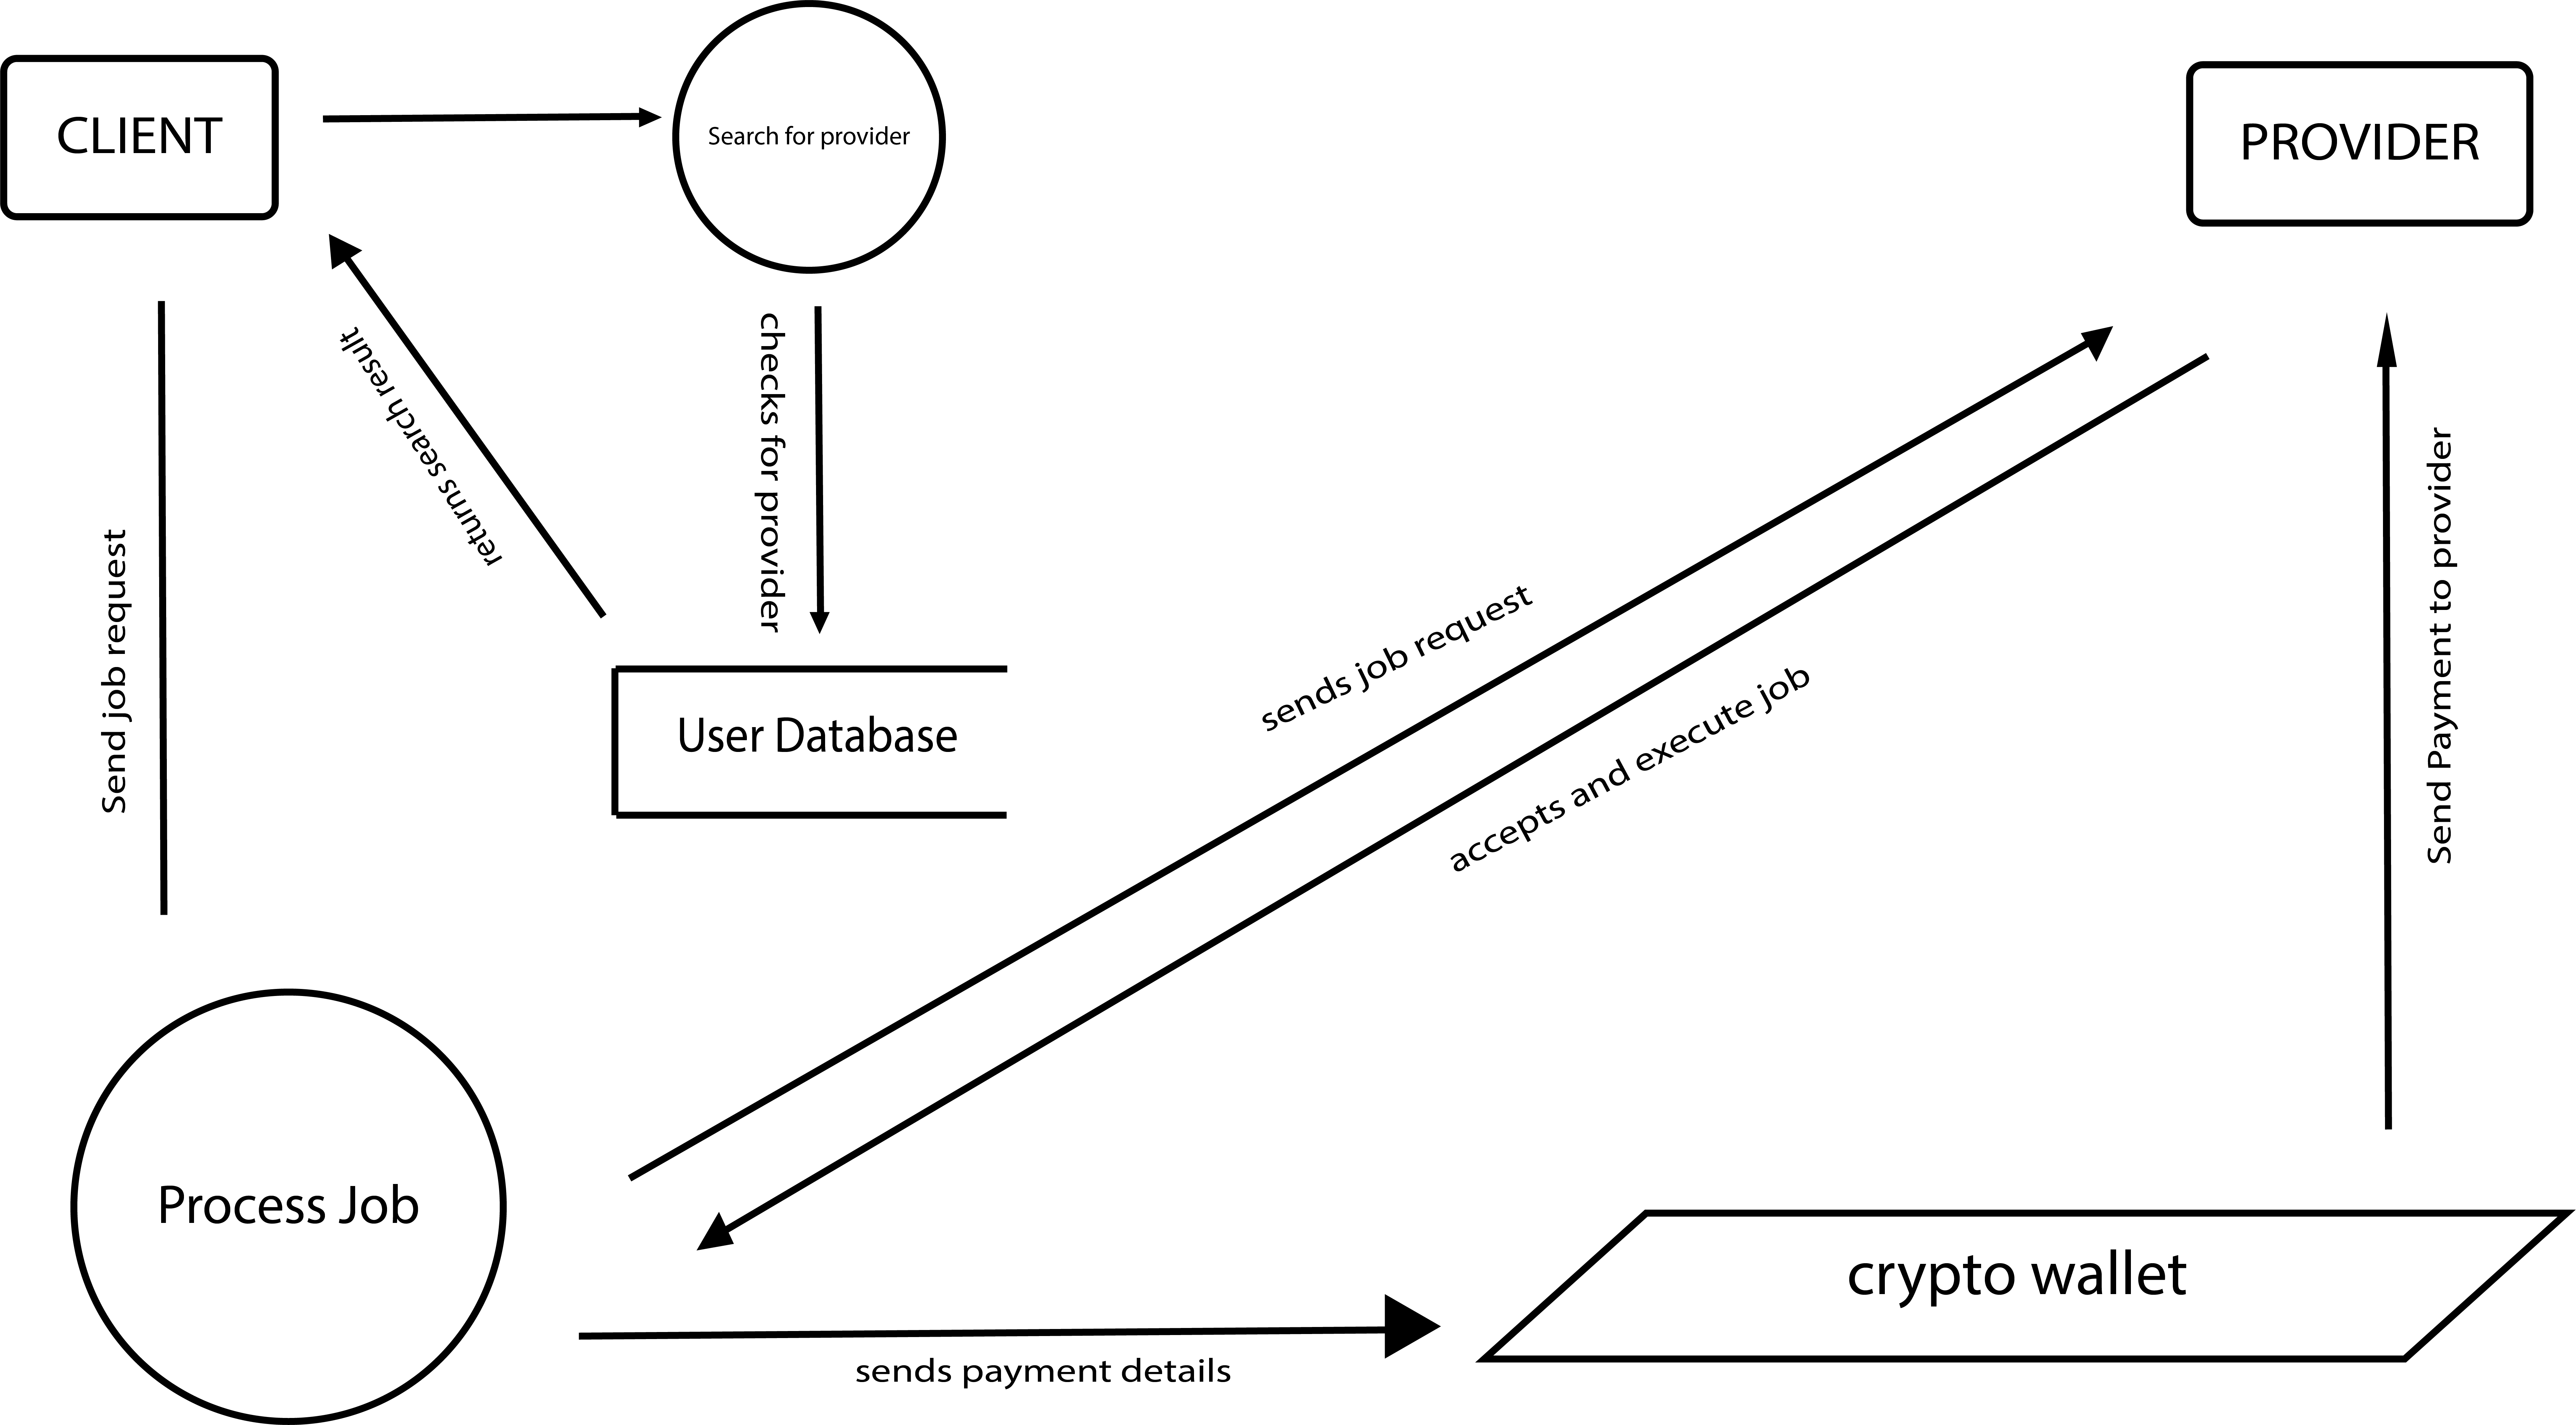 CLIENT
Search for provider
PROVIDER
returns search result
checks for provider
Send job request
User Database
sends job request
accepts and execute job
Send Payment to provider
Process Job
crypto wallet
sends payment details